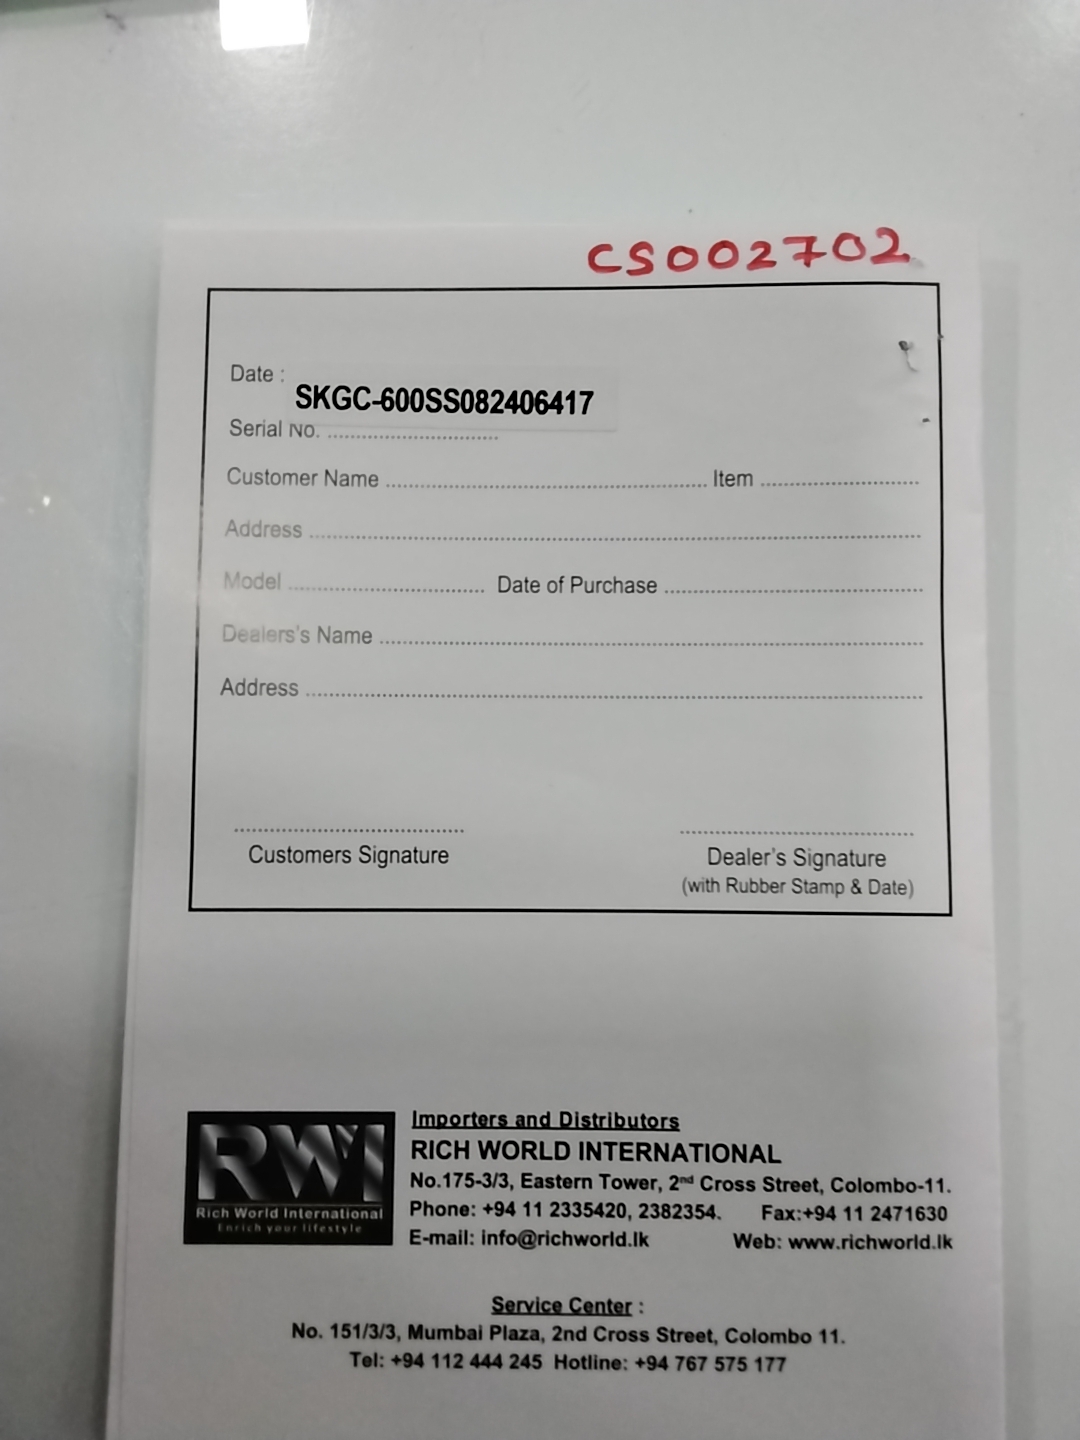 CS002702
Date :
SKGC-600SS082406417
Serial No. ..............................
Customer Name .......................................................... Item ............................
Address ..............................................................................................................
Model ................................... Date of Purchase ..............................................
Dealers's Name .................................................................................................
Address ..............................................................................................................
.......................................... ..........................................
Customers Signature Dealer's Signature
(with Rubber Stamp & Date)
RWI
Rich World International
Enrich your lifestyle
Importers and Distributors
RICH WORLD INTERNATIONAL
No.175-3/3, Eastern Tower, 2nd Cross Street, Colombo-11.
Phone: +94 11 2335420, 2382354. Fax:+94 11 2471630
E-mail: info@richworld.lk Web: www.richworld.lk
Service Center :
No. 151/3/3, Mumbai Plaza, 2nd Cross Street, Colombo 11.
Tel: +94 112 444 245 Hotline: +94 767 575 177